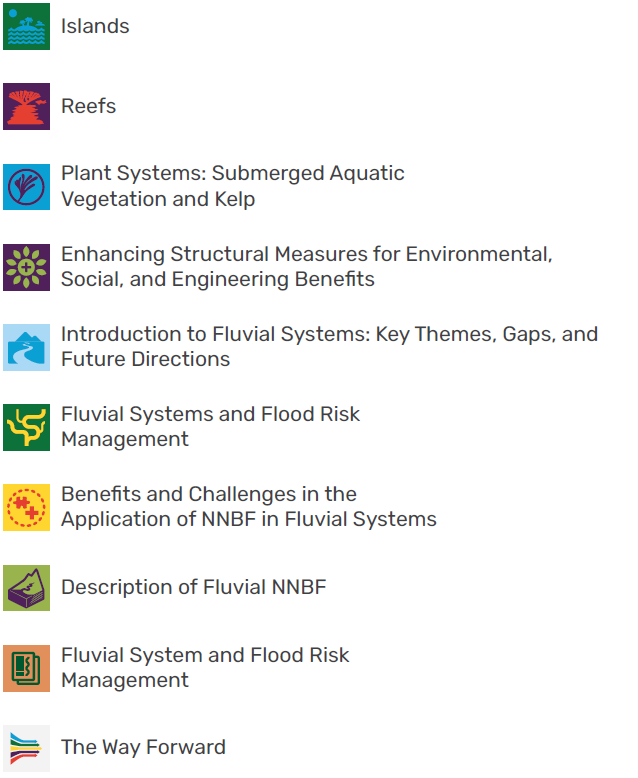 Islands
Reefs
Plant Systems: Submerged Aquatic
Vegetation and Kelp
Enhancing Structural Measures for Environmental,
Social, and Engineering Benefits
Introduction to Fluvial Systems: Key Themes, Gaps, and
Future Directions
Fluvial Systems and Flood Risk
Management
Benefits and Challenges in the
Application of NNBF in Fluvial Systems
Description of Fluvial NNBF
Fluvial System and Flood Risk
Management
The Way Forward